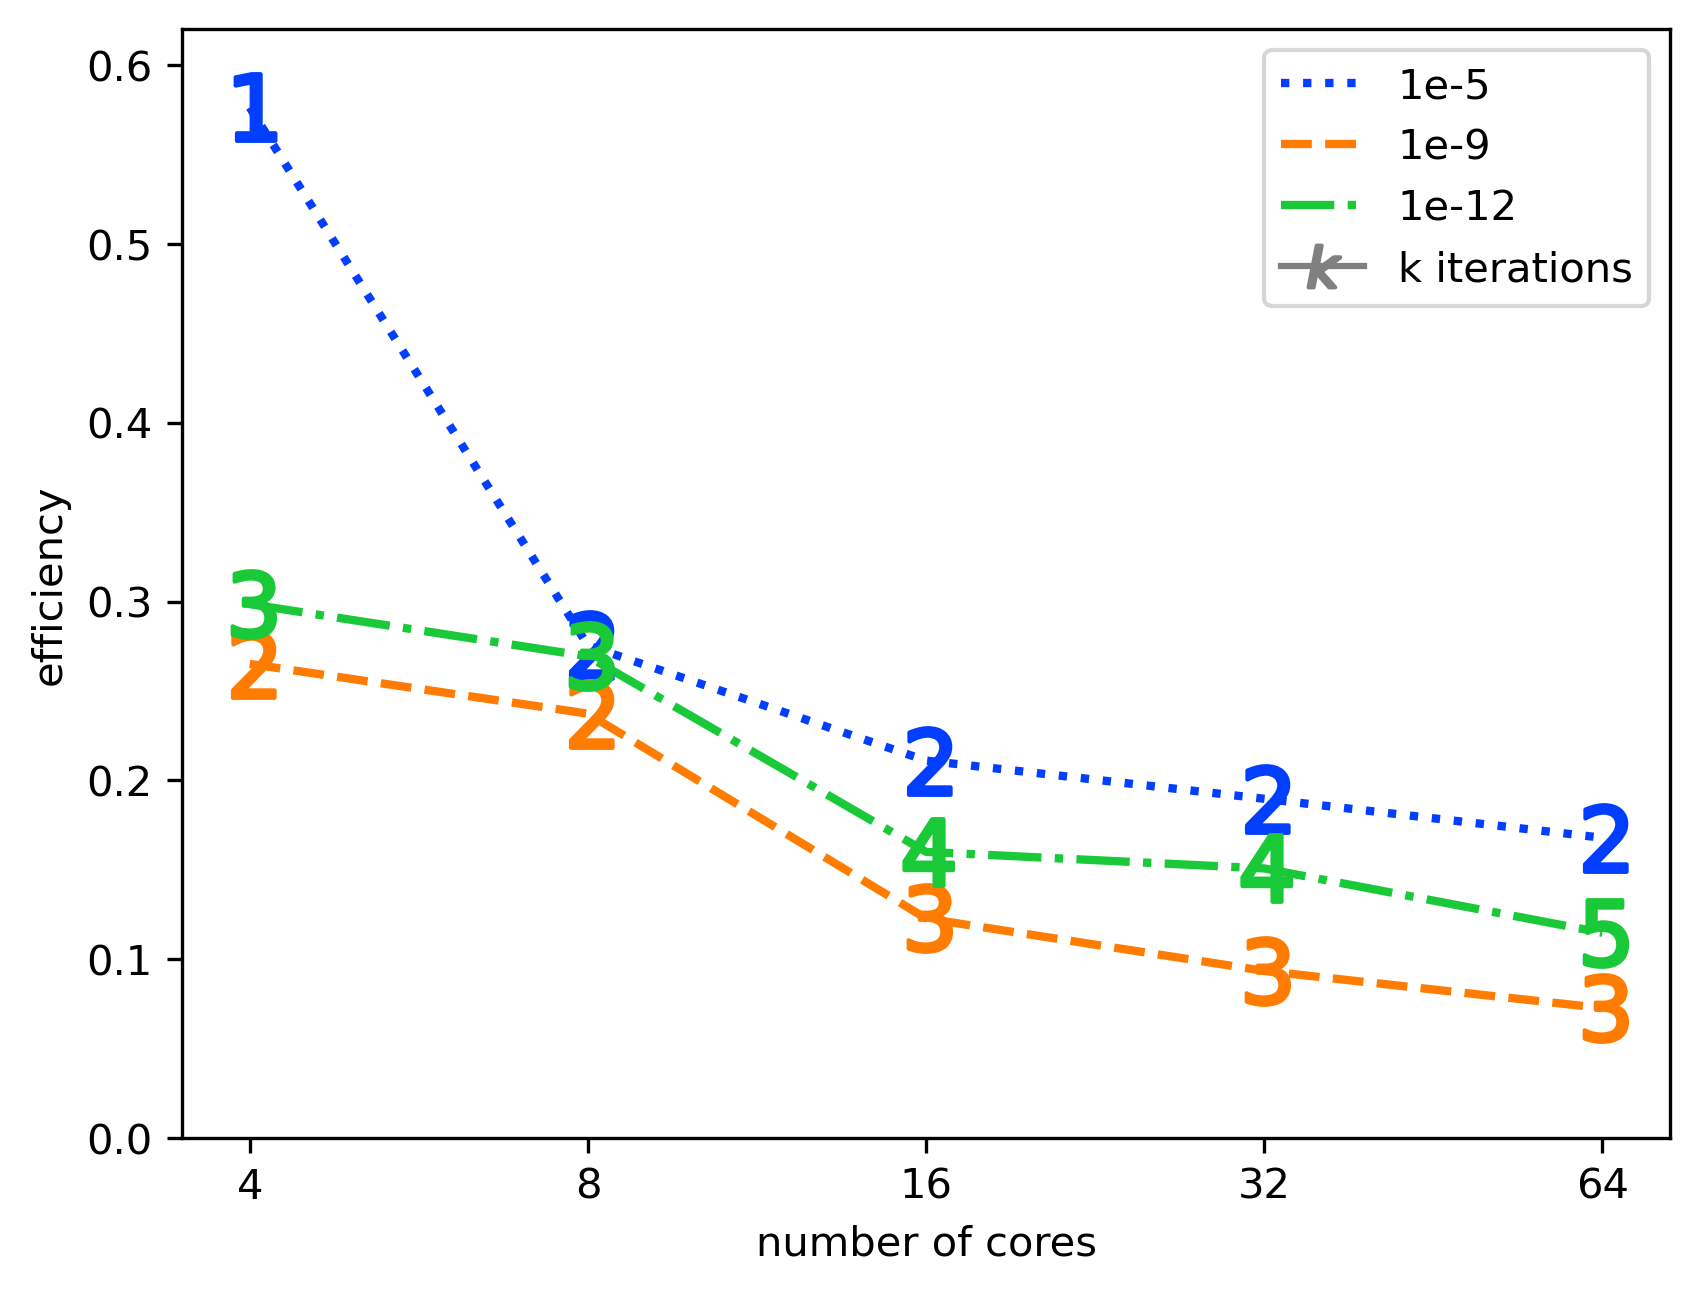 0.6
0.5
0.4
0.3
0.2
0.1
0.0
efficiency
4 8 16 32 64
number of cores
1e-5
1e-9
1e-12
k k iterations
1 2 2 2 2
3 3 4 4 5
2 2 3 3 3